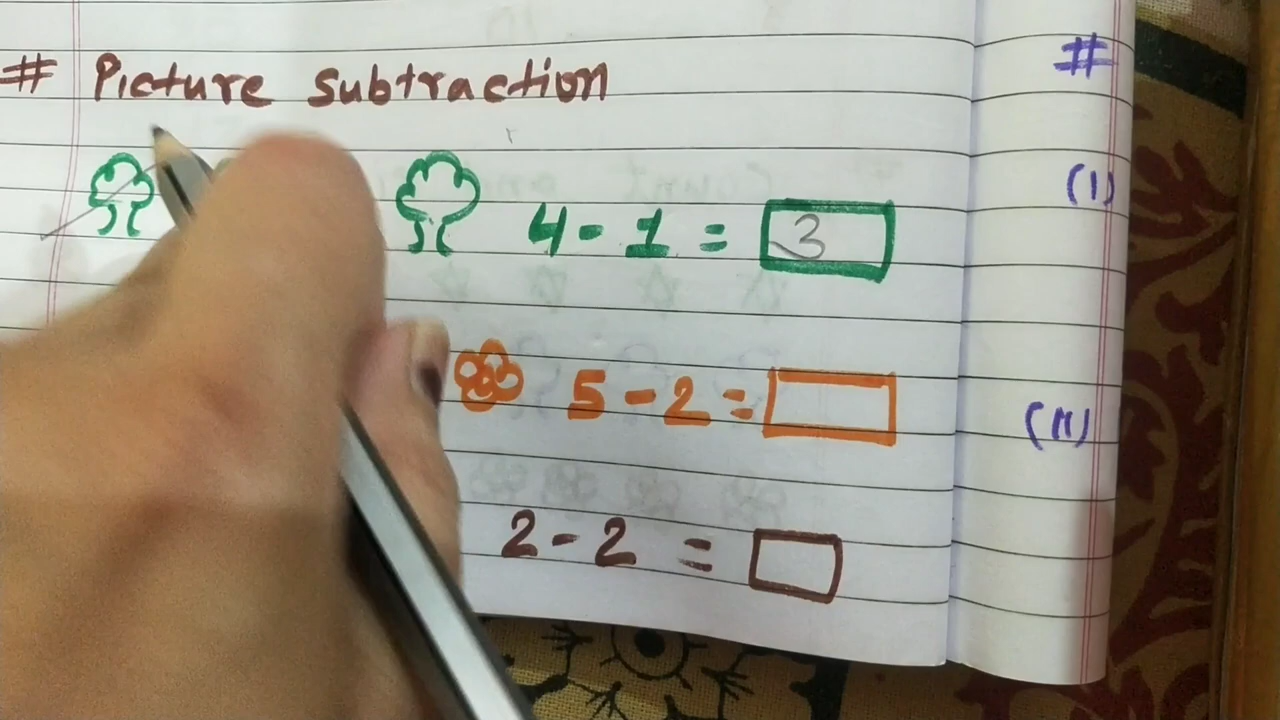 # Picture subtraction
4 - 1 = 3
5 - 2 =
2 - 2 =
#
(I)
(II)